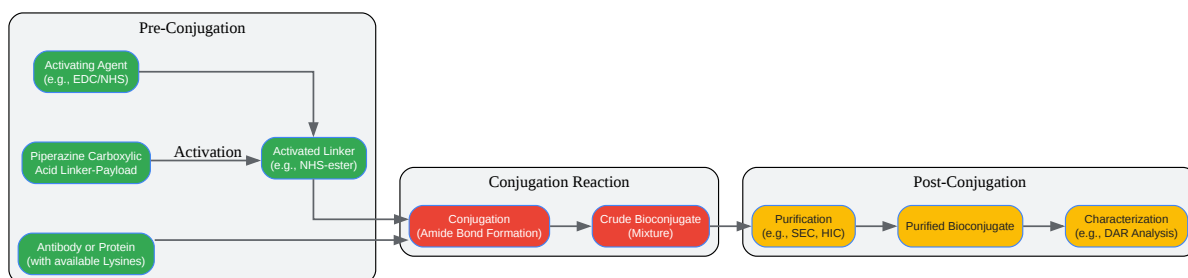 Pre-Conjugation
Activating Agent
(e.g., EDC/NHS)
Piperazine Carboxylic
Acid Linker-Payload
Activation
Activated Linker
(e.g., NHS-ester)
Antibody or Protein
(with available Lysines)
Conjugation Reaction
Conjugation
(Amide Bond Formation)
Crude Bioconjugate
(Mixture)
Post-Conjugation
Purification
(e.g., SEC, HIC)
Purified Bioconjugate
Characterization
(e.g., DAR Analysis)